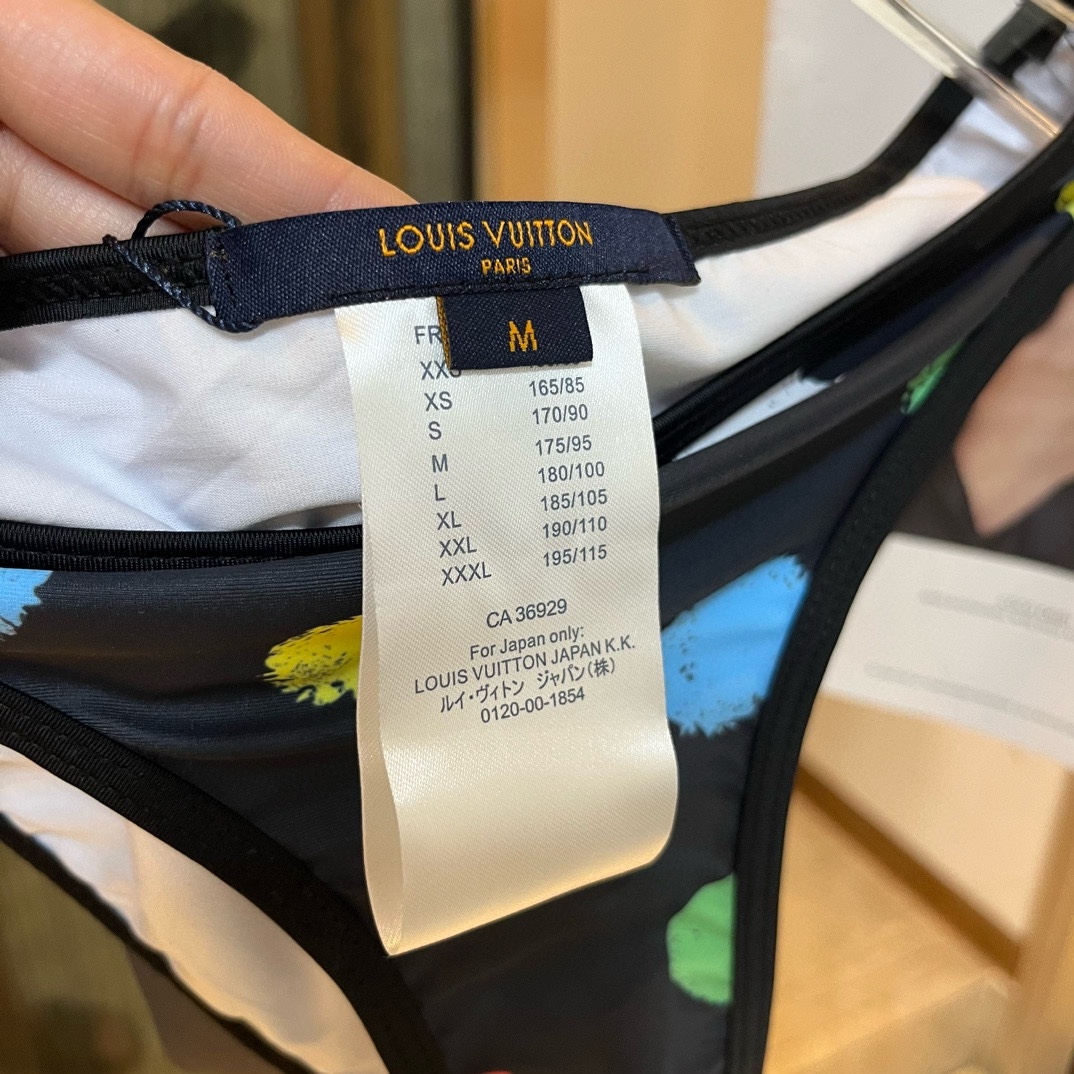 LOUIS VUITTON
PARIS
M
FR
XXS
XS 165/85
S 170/90
M 175/95
L 180/100
XL 185/105
XXL 190/110
XXXL 195/115
CA 36929
For Japan only:
LOUIS VUITTON JAPAN K.K.
ルイ・ヴィトン ジャパン(株)
0120-00-1854